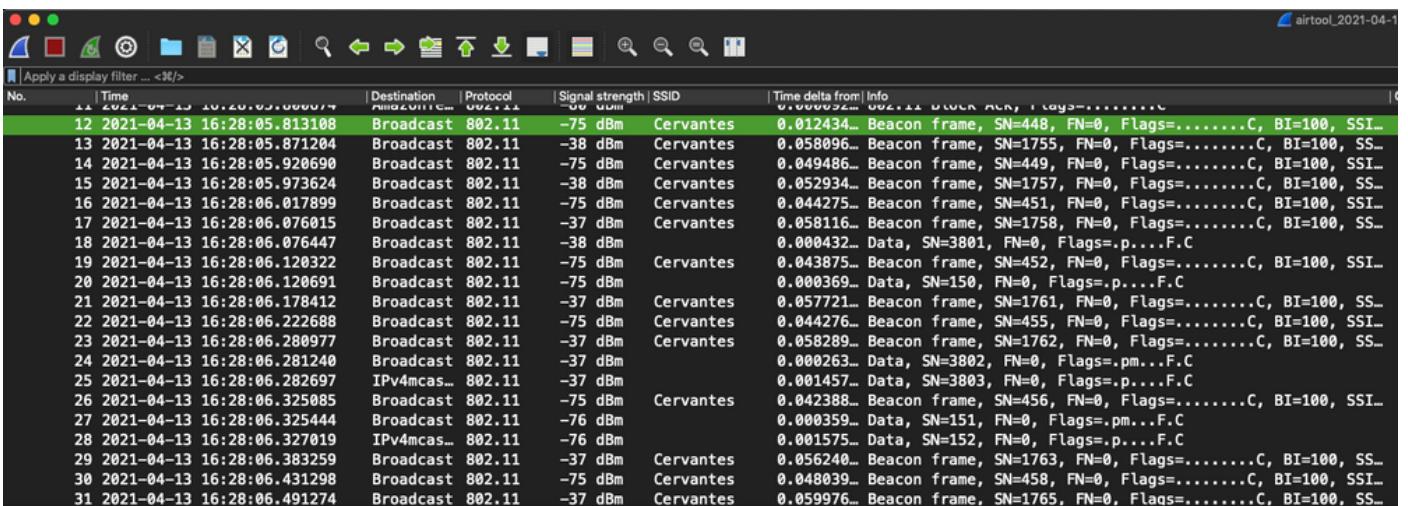 airtool_2021-04-1
Apply a display filter ... <⌘/>
No. Time Destination Protocol Signal strength SSID Time delta from Info
12 2021-04-13 16:28:05.813108 Broadcast 802.11 -75 dBm Cervantes 0.012434… Beacon frame, SN=448, FN=0, Flags=........C, BI=100, SSI…
13 2021-04-13 16:28:05.871204 Broadcast 802.11 -38 dBm Cervantes 0.058096… Beacon frame, SN=1755, FN=0, Flags=........C, BI=100, SS…
14 2021-04-13 16:28:05.920690 Broadcast 802.11 -75 dBm Cervantes 0.049486… Beacon frame, SN=449, FN=0, Flags=........C, BI=100, SSI…
15 2021-04-13 16:28:05.973624 Broadcast 802.11 -38 dBm Cervantes 0.052934… Beacon frame, SN=1757, FN=0, Flags=........C, BI=100, SS…
16 2021-04-13 16:28:06.017899 Broadcast 802.11 -75 dBm Cervantes 0.044275… Beacon frame, SN=451, FN=0, Flags=........C, BI=100, SSI…
17 2021-04-13 16:28:06.076015 Broadcast 802.11 -37 dBm Cervantes 0.058116… Beacon frame, SN=1758, FN=0, Flags=........C, BI=100, SS…
18 2021-04-13 16:28:06.076447 Broadcast 802.11 -38 dBm 0.000432… Data, SN=3801, FN=0, Flags=.p....F.C
19 2021-04-13 16:28:06.120322 Broadcast 802.11 -75 dBm Cervantes 0.043875… Beacon frame, SN=452, FN=0, Flags=........C, BI=100, SSI…
20 2021-04-13 16:28:06.120691 Broadcast 802.11 -75 dBm 0.000369… Data, SN=150, FN=0, Flags=.p....F.C
21 2021-04-13 16:28:06.178412 Broadcast 802.11 -37 dBm Cervantes 0.057721… Beacon frame, SN=1761, FN=0, Flags=........C, BI=100, SS…
22 2021-04-13 16:28:06.222688 Broadcast 802.11 -75 dBm Cervantes 0.044276… Beacon frame, SN=455, FN=0, Flags=........C, BI=100, SSI…
23 2021-04-13 16:28:06.280977 Broadcast 802.11 -37 dBm Cervantes 0.058289… Beacon frame, SN=1762, FN=0, Flags=........C, BI=100, SS…
24 2021-04-13 16:28:06.281240 Broadcast 802.11 -37 dBm 0.000263… Data, SN=3802, FN=0, Flags=.pm...F.C
25 2021-04-13 16:28:06.282697 IPv4mcas… 802.11 -37 dBm 0.001457… Data, SN=3803, FN=0, Flags=.p....F.C
26 2021-04-13 16:28:06.325085 Broadcast 802.11 -75 dBm Cervantes 0.042388… Beacon frame, SN=456, FN=0, Flags=........C, BI=100, SSI…
27 2021-04-13 16:28:06.325444 Broadcast 802.11 -76 dBm 0.000359… Data, SN=151, FN=0, Flags=.pm...F.C
28 2021-04-13 16:28:06.327019 IPv4mcas… 802.11 -76 dBm 0.001575… Data, SN=152, FN=0, Flags=.p....F.C
29 2021-04-13 16:28:06.383259 Broadcast 802.11 -37 dBm Cervantes 0.056240… Beacon frame, SN=1763, FN=0, Flags=........C, BI=100, SS…
30 2021-04-13 16:28:06.431298 Broadcast 802.11 -75 dBm Cervantes 0.048039… Beacon frame, SN=458, FN=0, Flags=........C, BI=100, SSI…
31 2021-04-13 16:28:06.491274 Broadcast 802.11 -37 dBm Cervantes 0.059976… Beacon frame, SN=1765, FN=0, Flags=........C, BI=100, SS…